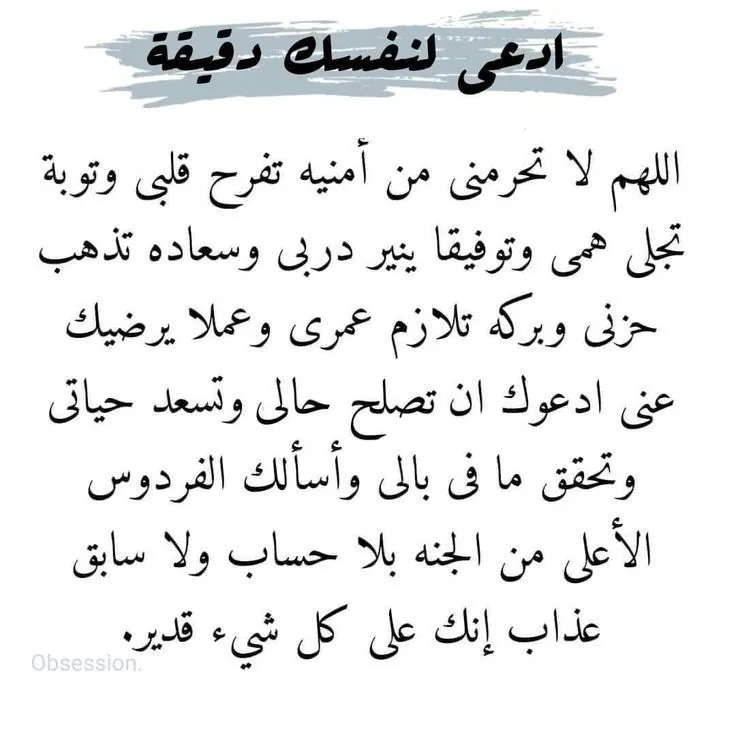 ادعى لنفسك دقيقة
اللهم لا تحرمنى من أمنيه تفرح قلبى وتوبة
تجلى همى وتوفيقا ينير دربى وسعاده تذهب
حزنى وبركه تلازم عمرى وعملا يرضيك
عنى ادعوك ان تصلح حالى وتسعد حياتى
وتحقق ما فى بالى وأسألك الفردوس
الأعلى من الجنه بلا حساب ولا سابق
عذاب إنك على كل شيء قدير.
Obsession.